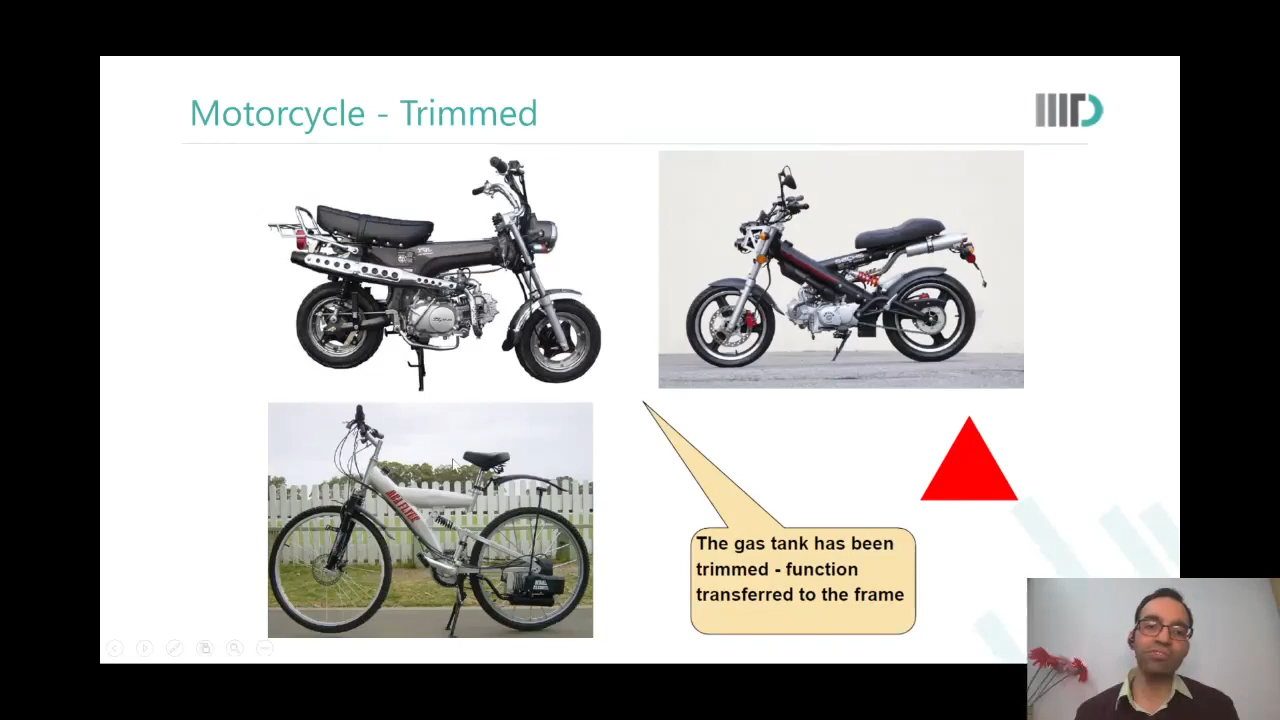 Motorcycle - Trimmed
The gas tank has been
trimmed - function
transferred to the frame